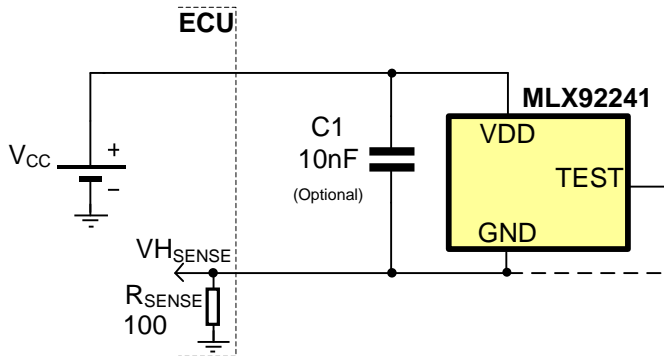 ECU
MLX92241
C1
10nF
(Optional)
VDD
TEST
GND
VCC
+
−
VHSENSE
RSENSE
100